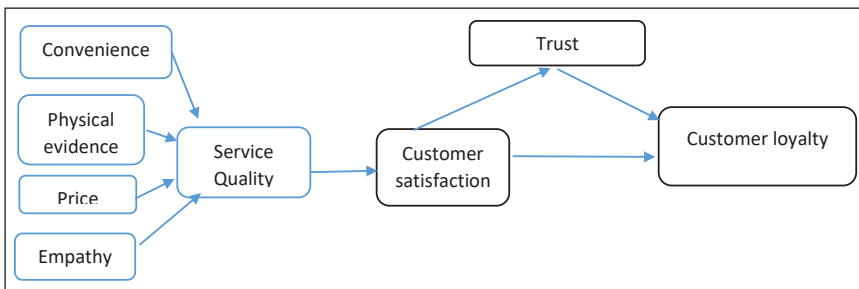 Convenience
Physical
evidence
Price
Empathy
Service
Quality
Customer
satisfaction
Trust
Customer loyalty